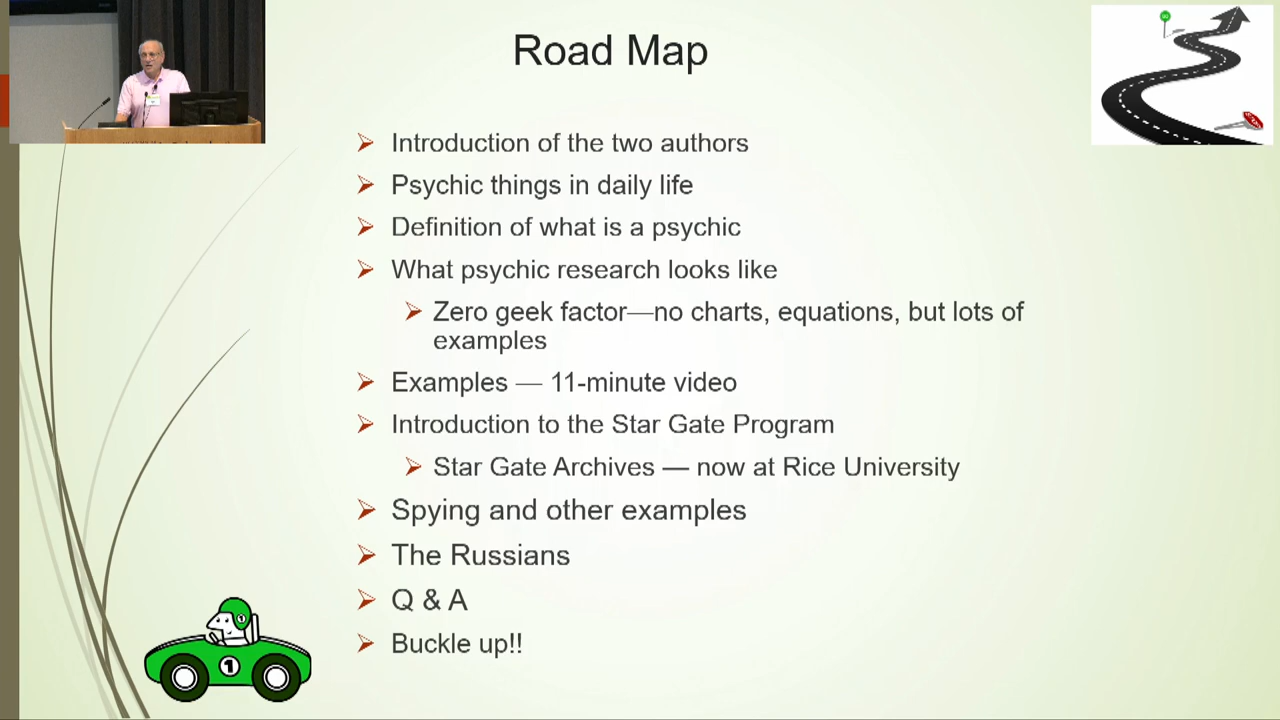 Road Map
Introduction of the two authors
Psychic things in daily life
Definition of what is a psychic
What psychic research looks like
Zero geek factor—no charts, equations, but lots of
examples
Examples — 11-minute video
Introduction to the Star Gate Program
Star Gate Archives — now at Rice University
Spying and other examples
The Russians
Q & A
Buckle up!!
1
1